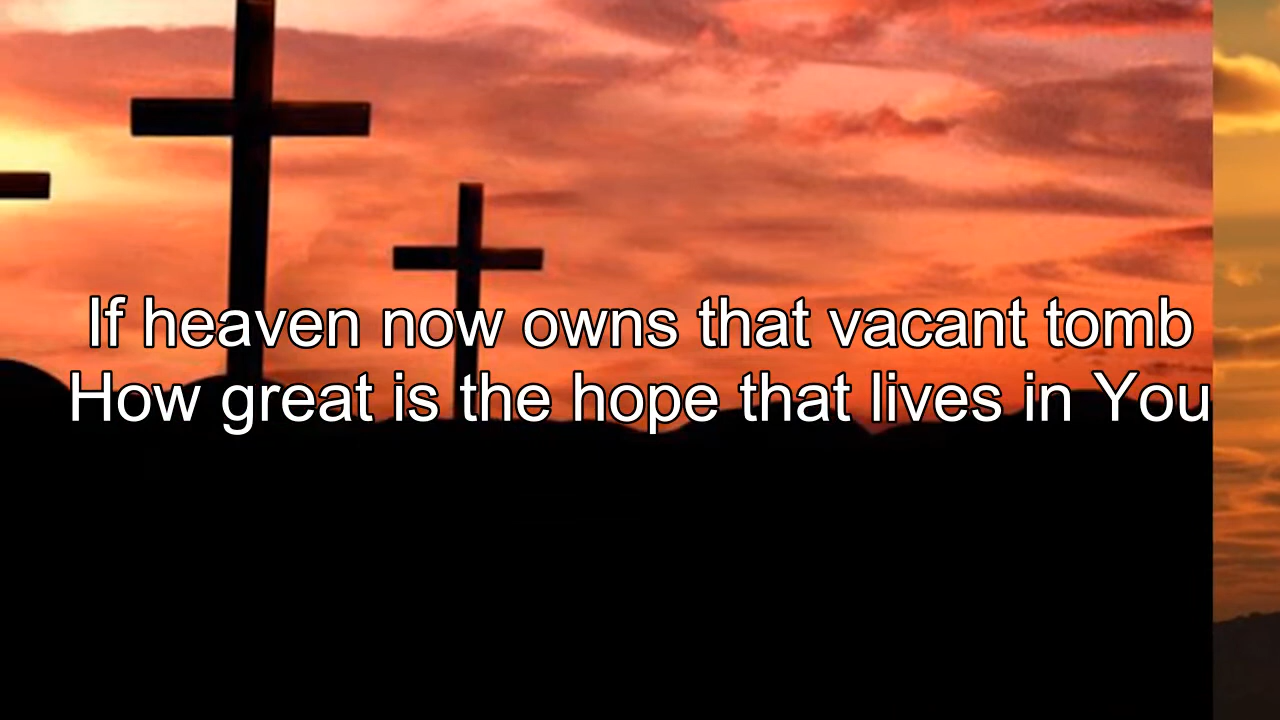 If heaven now owns that vacant tomb
How great is the hope that lives in You